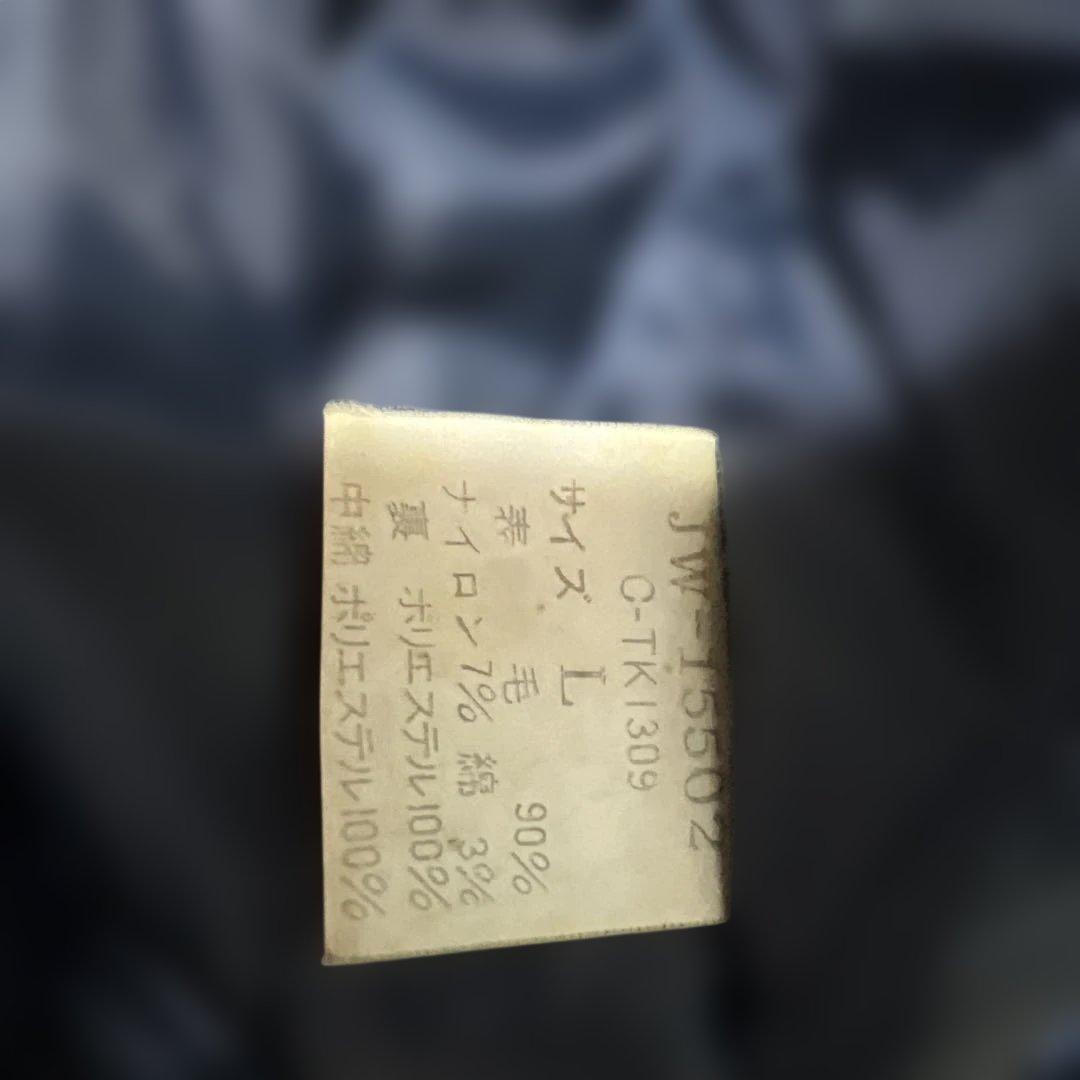 JW-15502
C-TK1309
サイズ L
表 毛 90%
ナイロン 7% 綿 3%
裏 ポリエステル100%
中綿 ポリエステル100%